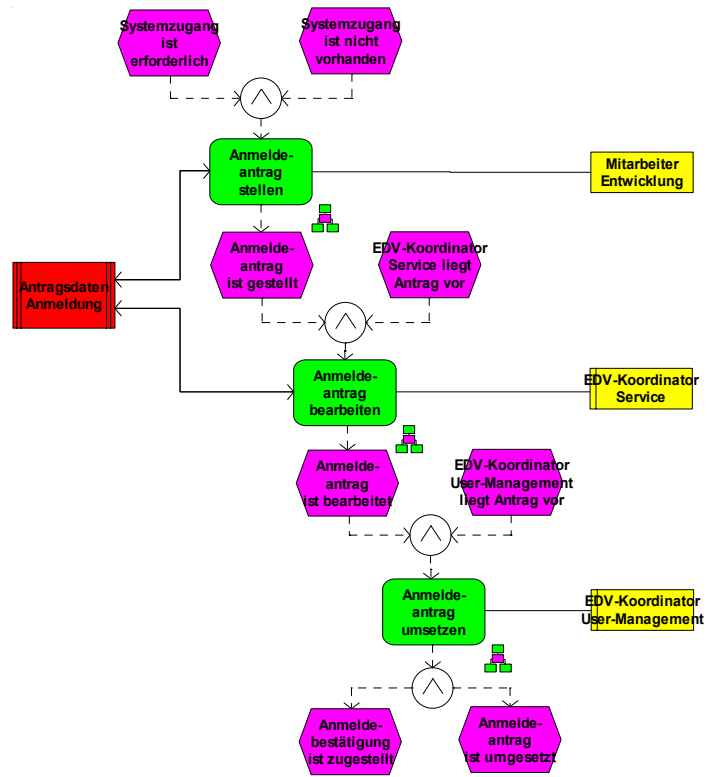 Systemzugang
ist
erforderlich
Systemzugang
ist nicht
vorhanden
Anmelde-
antrag
stellen
Mitarbeiter
Entwicklung
Anmelde-
antrag
ist gestellt
EDV-Koordinator
Service liegt
Antrag vor
Antragsdaten
Anmeldung
Anmelde-
antrag
bearbeiten
EDV-Koordinator
Service
Anmelde-
antrag
ist bearbeitet
EDV-Koordinator
User-Management
liegt Antrag vor
Anmelde-
antrag
umsetzen
EDV-Koordinator
User-Management
Anmelde-
bestätigung
ist zugestellt
Anmelde-
antrag
ist umgesetzt